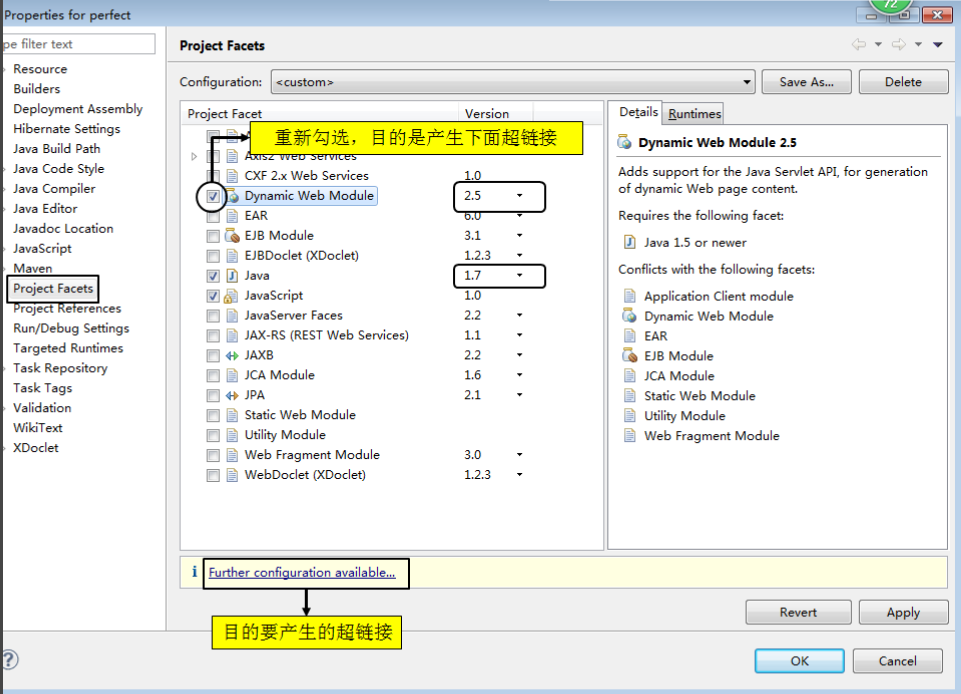 72
Properties for perfect
pe filter text
Resource
Builders
Deployment Assembly
Hibernate Settings
Java Build Path
Java Code Style
Java Compiler
Java Editor
Javadoc Location
JavaScript
Maven
Project Facets
Project References
Run/Debug Settings
Targeted Runtimes
Task Repository
Task Tags
Validation
WikiText
XDoclet
Project Facets
Configuration: <custom> Save As... Delete
Project Facet Version
重新勾选，目的是产生下面超链接
Axis2 Web Services
CXF 2.x Web Services 1.0
Dynamic Web Module 2.5
EAR 6.0
EJB Module 3.1
EJBDoclet (XDoclet) 1.2.3
Java 1.7
JavaScript 1.0
JavaServer Faces 2.2
JAX-RS (REST Web Services) 1.1
JAXB 2.2
JCA Module 1.6
JPA 2.1
Static Web Module
Utility Module
Web Fragment Module 3.0
WebDoclet (XDoclet) 1.2.3
Details Runtimes
Dynamic Web Module 2.5
Adds support for the Java Servlet API, for generation
of dynamic Web page content.
Requires the following facet:
Java 1.5 or newer
Conflicts with the following facets:
Application Client module
Dynamic Web Module
EAR
EJB Module
JCA Module
Static Web Module
Utility Module
Web Fragment Module
Further configuration available...
目的要产生的超链接
Revert Apply
OK Cancel